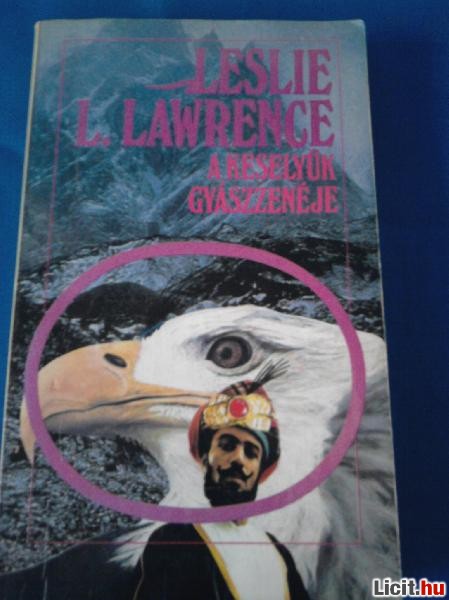 LESLIE
L. LAWRENCE
A KESELYŰK
GYÁSZZENÉJE
Licit.hu